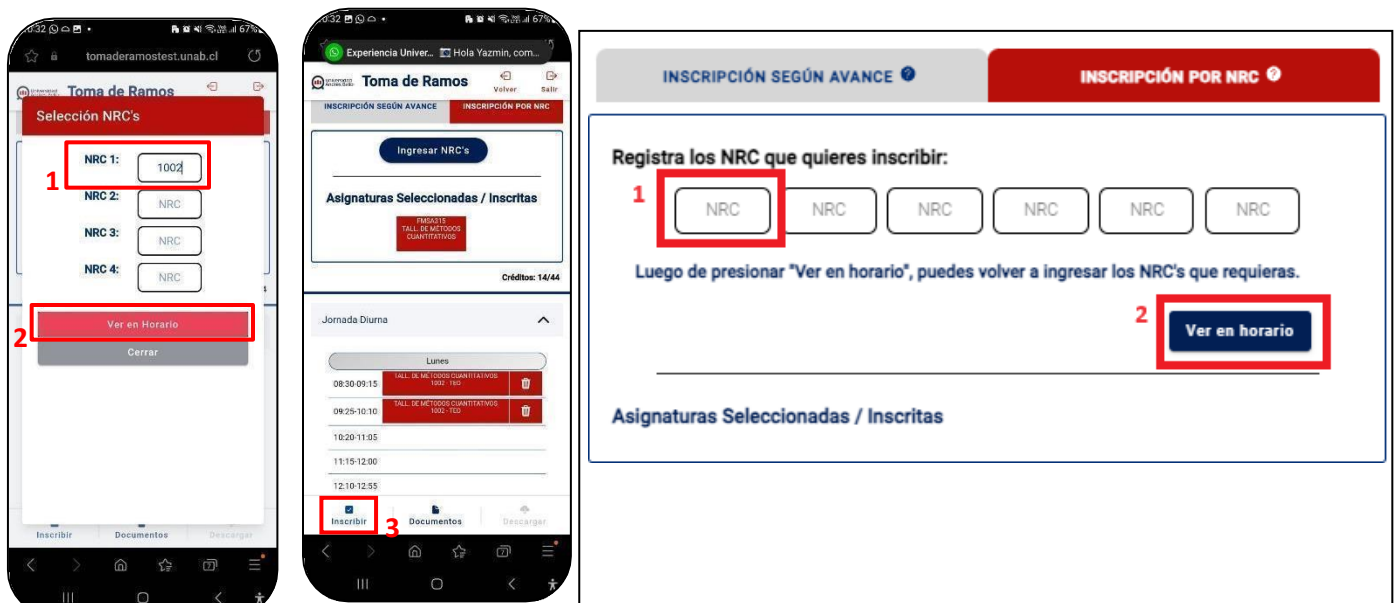 0:32
67%
tomaderamostest.unab.cl
Toma de Ramos
Selección NRC's
1
NRC 1:
1002
NRC 2:
NRC
NRC 3:
NRC
NRC 4:
NRC
2
Ver en Horario
Cerrar
Inscribir
Documentos
Descargar
0:32
67%
Experiencia Univer... Hola Yazmin, com...
Toma de Ramos
Volver
Salir
INSCRIPCIÓN SEGÚN AVANCE
INSCRIPCIÓN POR NRC
Ingresar NRC's
Asignaturas Seleccionadas / Inscritas
FMSA315
TALL. DE MÉTODOS
CUANTITATIVOS
Créditos: 14/44
Jornada Diurna
Lunes
08:30-09:15
TALL. DE MÉTODOS CUANTITATIVOS
1002 - TEO
09:25-10:10
TALL. DE MÉTODOS CUANTITATIVOS
1002 - TEO
10:20-11:05
11:15-12:00
12:10-12:55
Inscribir
3
Documentos
Descargar
INSCRIPCIÓN SEGÚN AVANCE
INSCRIPCIÓN POR NRC
Registra los NRC que quieres inscribir:
1
NRC NRC NRC NRC NRC NRC
Luego de presionar "Ver en horario", puedes volver a ingresar los NRC's que requieras.
2
Ver en horario
Asignaturas Seleccionadas / Inscritas